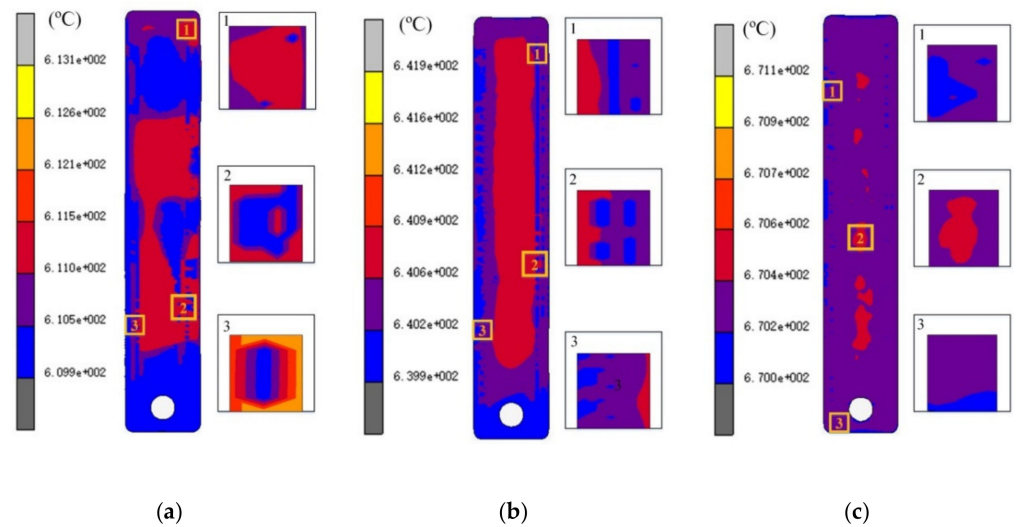 (ºC)
6.131e+002
6.126e+002
6.121e+002
6.115e+002
6.110e+002
6.105e+002
6.099e+002
1
2
3
1
2
3
(ºC)
6.419e+002
6.416e+002
6.412e+002
6.409e+002
6.406e+002
6.402e+002
6.399e+002
1
2
3
1
2
3
3
(ºC)
6.711e+002
6.709e+002
6.707e+002
6.706e+002
6.704e+002
6.702e+002
6.700e+002
1
2
3
1
2
3
(a) (b) (c)